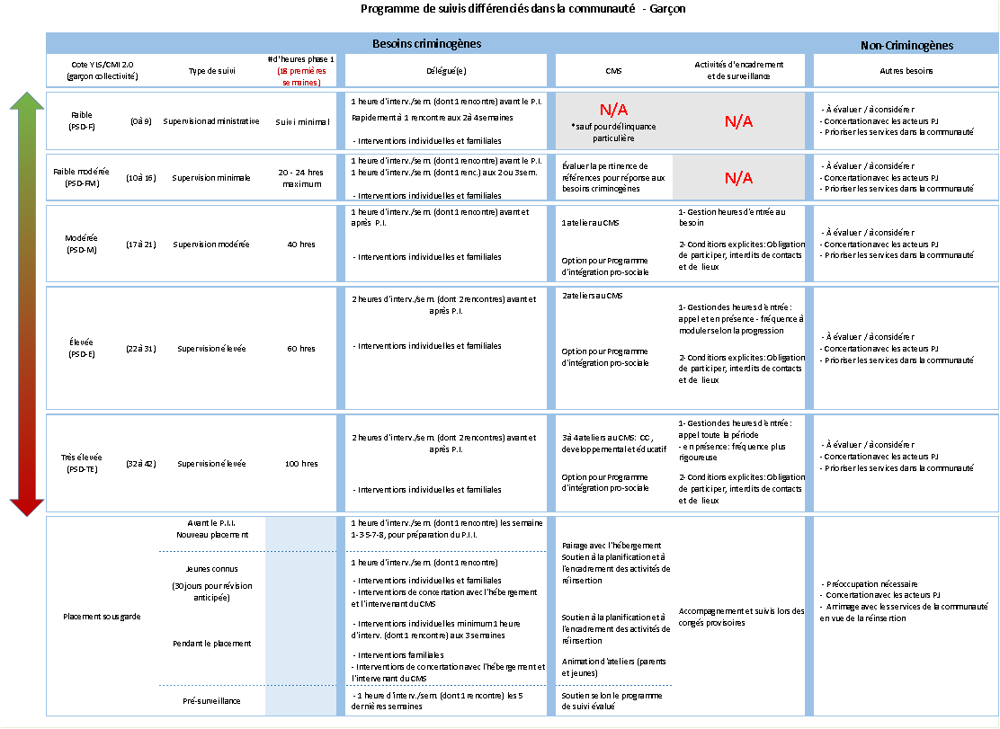 Programme de suivis différenciés dans la communauté - Garçon
Besoins criminogènes
Non-Criminogènes
Cote YLS/CMI 2.0
(garçon collectivité)
Type de suivi
# d'heures phase 1
(18 premières
semaines)
Délégué(e)
CMS
Activités d'encadrement
et de surveillance
Autres besoins
Faible
(PSD-F)
(0 à 9)
Supervision administrative
Suivi minimal
1 heure d'interv./sem. (dont 1 rencontre) avant le P.I.
Rapidement à 1 rencontre aux 2 à 4 semaines
- Interventions individuelles et familiales
N/A
*sauf pour délinquance
particulière
N/A
- À évaluer / à considérer
- Concertation avec les acteurs PJ
- Prioriser les services dans la communauté
Faible modérée
(PSD-FM)
(10 à 16)
Supervision minimale
20 - 24 hres
maximum
1 heure d'interv./sem. (dont 1 rencontre) avant le P.I.
1 heure d'interv./sem. (dont 1 renc.) aux 2 ou 3 sem.
- Interventions individuelles et familiales
Évaluer la pertinence de
références pour réponse aux
besoins criminogènes
N/A
- À évaluer / à considérer
- Concertation avec les acteurs PJ
- Prioriser les services dans la communauté
Modérée
(PSD-M)
(17 à 21)
Supervision modérée
40 hres
1 heure d'interv./sem. (dont 1 rencontre) avant et
après P.I.
- Interventions individuelles et familiales
1 atelier au CMS
Option pour Programme
d'intégration pro-sociale
1- Gestion heures d'entrée au
besoin
2- Conditions explicites: Obligation
de participer, interdits de contacts
et de lieux
- À évaluer / à considérer
- Concertation avec les acteurs PJ
- Prioriser les services dans la communauté
Élevée
(PSD-E)
(22 à 31)
Supervision élevée
60 hres
2 heures d'interv./sem. (dont 2 rencontres) avant et
après P.I.
- Interventions individuelles et familiales
2 ateliers au CMS
Option pour Programme
d'intégration pro-sociale
1- Gestion des heures d'entrée:
appel et en présence - fréquence à
moduler selon la progression
2- Conditions explicites: Obligation
de participer, interdits de contacts
et de lieux
- À évaluer / à considérer
- Concertation avec les acteurs PJ
- Prioriser les services dans la communauté
Très élevée
(PSD-TE)
(32 à 42)
Supervision élevée
100 hres
2 heures d'interv./sem. (dont 2 rencontres) avant et
après P.I.
- Interventions individuelles et familiales
3 à 4 ateliers au CMS: CC,
developpemental et éducatif
Option pour Programme
d'intégration pro-sociale
1- Gestion des heures d'entrée:
appel toute la période
- en présence: fréquence plus
rigoureuse
2- Conditions explicites: Obligation
de participer, interdits de contacts
et de lieux
- À évaluer / à considérer
- Concertation avec les acteurs PJ
- Prioriser les services dans la communauté
Placement sous garde
Avant le P.I.I.
Nouveau placement
1 heure d'interv./sem. (dont 1 rencontre) les semaine
1-3-5-7-8, pour préparation du P.I.I.
Jeunes connus
(30 jours pour révision
anticipée)
1 heure d'interv./sem. (dont 1 rencontre)
- Interventions individuelles et familiales
- Interventions de concertation avec l'hébergement
et l'intervenant du CMS
Pairage avec l'hébergement
Soutien à la planification et à
l'encadrement des activités de
réinsertion
Pendant le placement
- Interventions individuelles minimum 1 heure
d'interv. (dont 1 rencontre) aux 3 semaines
- Interventions familiales
- Interventions de concertation avec l'hébergement et
l'intervenant du CMS
Soutien à la planification et à
l'encadrement des activités de
réinsertion
Animation d'ateliers (parents
et jeunes)
Accompagnement et suivis lors des
congés provisoires
- Préoccupation nécessaire
- Concertation avec les acteurs PJ
- Arrimage avec les services de la communauté
en vue de la réinsertion
Pré-surveillance
- 1 heure d'interv./sem. (dont 1 rencontre) les 5
dernières semaines
Soutien selon le programme
de suivi évalué